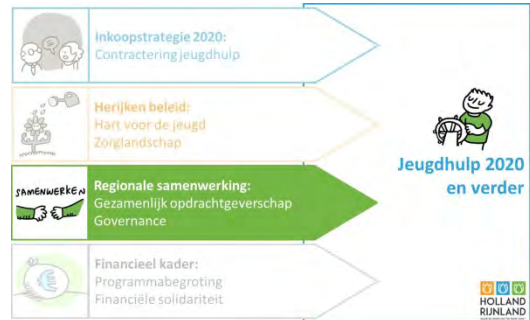 Inkoopstrategie 2020:
Contractering jeugdhulp
Herijken beleid:
Hart voor de jeugd
Zorglandschap
SAMENWERKEN
Regionale samenwerking:
Gezamenlijk opdrachtgeverschap
Governance
Financieel kader:
Programmabegroting
Financiële solidariteit
Jeugdhulp 2020
en verder
HOLLAND
RIJNLAND